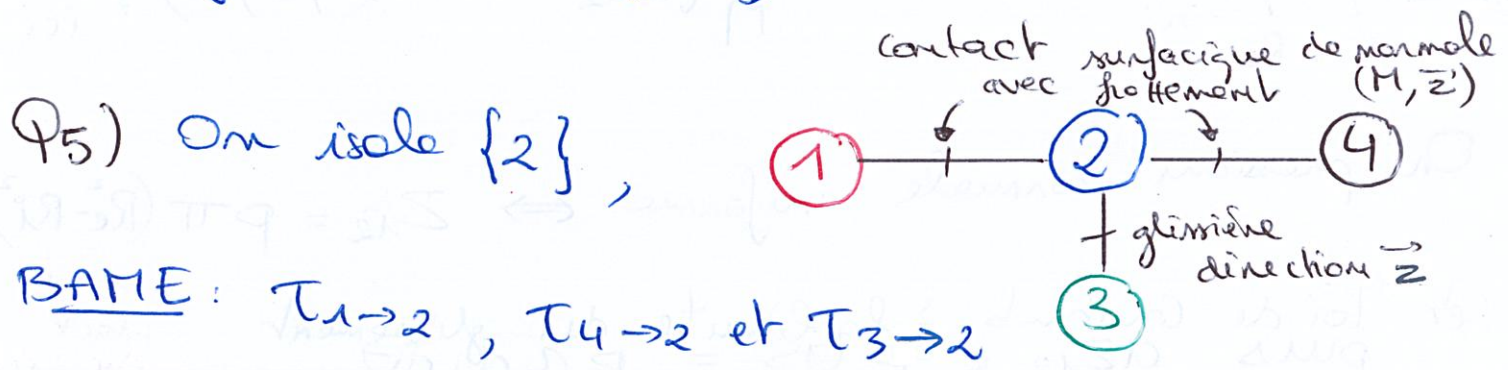 contact surfacique de normale
avec frottement (M, z⃗)
Q5) On isole {2},
1 2 4
glissière
direction z⃗
BAME : τ1→2, τ4→2 et τ3→2
3